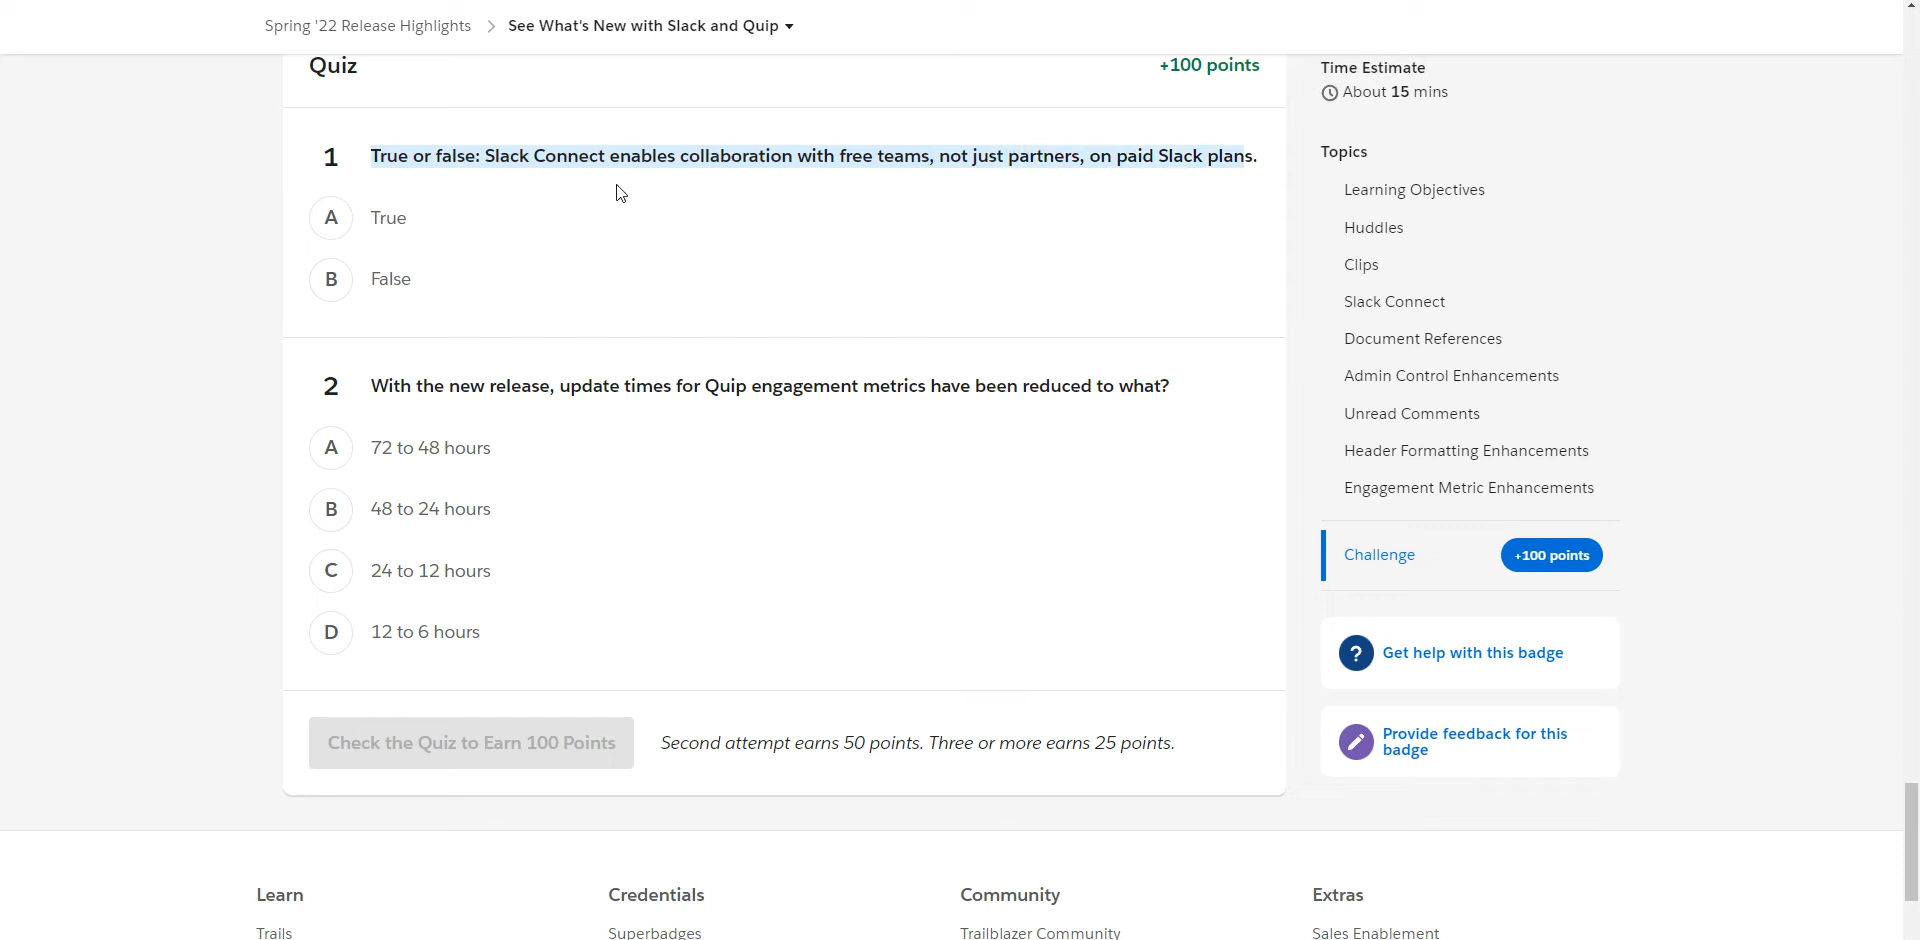 Spring '22 Release Highlights > See What's New with Slack and Quip
Quiz
+100 points
1 True or false: Slack Connect enables collaboration with free teams, not just partners, on paid Slack plans.
A True
B False
2 With the new release, update times for Quip engagement metrics have been reduced to what?
A 72 to 48 hours
B 48 to 24 hours
C 24 to 12 hours
D 12 to 6 hours
Check the Quiz to Earn 100 Points
Second attempt earns 50 points. Three or more earns 25 points.
Time Estimate
About 15 mins
Topics
Learning Objectives
Huddles
Clips
Slack Connect
Document References
Admin Control Enhancements
Unread Comments
Header Formatting Enhancements
Engagement Metric Enhancements
Challenge
+100 points
? Get help with this badge
Provide feedback for this
badge
Learn
Trails
Credentials
Superbadges
Community
Trailblazer Community
Extras
Sales Enablement